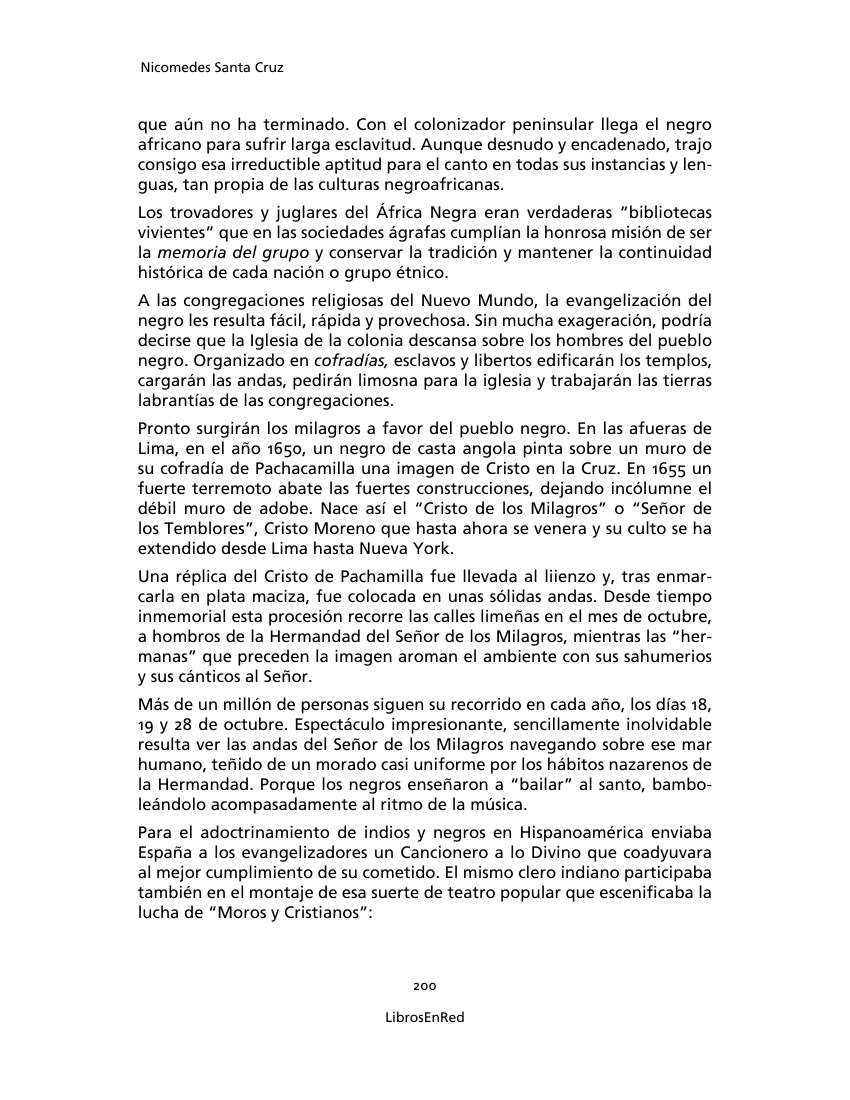 Nicomedes Santa Cruz
que aún no ha terminado. Con el colonizador peninsular llega el negro
africano para sufrir larga esclavitud. Aunque desnudo y encadenado, trajo
consigo esa irreductible aptitud para el canto en todas sus instancias y len-
guas, tan propia de las culturas negroafricanas.
Los trovadores y juglares del África Negra eran verdaderas “bibliotecas
vivientes” que en las sociedades ágrafas cumplían la honrosa misión de ser
la memoria del grupo y conservar la tradición y mantener la continuidad
histórica de cada nación o grupo étnico.
A las congregaciones religiosas del Nuevo Mundo, la evangelización del
negro les resulta fácil, rápida y provechosa. Sin mucha exageración, podría
decirse que la Iglesia de la colonia descansa sobre los hombres del pueblo
negro. Organizado en cofradías, esclavos y libertos edificarán los templos,
cargarán las andas, pedirán limosna para la iglesia y trabajarán las tierras
labrantías de las congregaciones.
Pronto surgirán los milagros a favor del pueblo negro. En las afueras de
Lima, en el año 1650, un negro de casta angola pinta sobre un muro de
su cofradía de Pachacamilla una imagen de Cristo en la Cruz. En 1655 un
fuerte terremoto abate las fuertes construcciones, dejando incólumne el
débil muro de adobe. Nace así el “Cristo de los Milagros” o “Señor de
los Temblores”, Cristo Moreno que hasta ahora se venera y su culto se ha
extendido desde Lima hasta Nueva York.
Una réplica del Cristo de Pachamilla fue llevada al liienzo y, tras enmar-
carla en plata maciza, fue colocada en unas sólidas andas. Desde tiempo
inmemorial esta procesión recorre las calles limeñas en el mes de octubre,
a hombros de la Hermandad del Señor de los Milagros, mientras las “her-
manas” que preceden la imagen aroman el ambiente con sus sahumerios
y sus cánticos al Señor.
Más de un millón de personas siguen su recorrido en cada año, los días 18,
19 y 28 de octubre. Espectáculo impresionante, sencillamente inolvidable
resulta ver las andas del Señor de los Milagros navegando sobre ese mar
humano, teñido de un morado casi uniforme por los hábitos nazarenos de
la Hermandad. Porque los negros enseñaron a “bailar” al santo, bambo-
leándolo acompasadamente al ritmo de la música.
Para el adoctrinamiento de indios y negros en Hispanoamérica enviaba
España a los evangelizadores un Cancionero a lo Divino que coadyuvara
al mejor cumplimiento de su cometido. El mismo clero indiano participaba
también en el montaje de esa suerte de teatro popular que escenificaba la
lucha de “Moros y Cristianos”:
200
LibrosEnRed